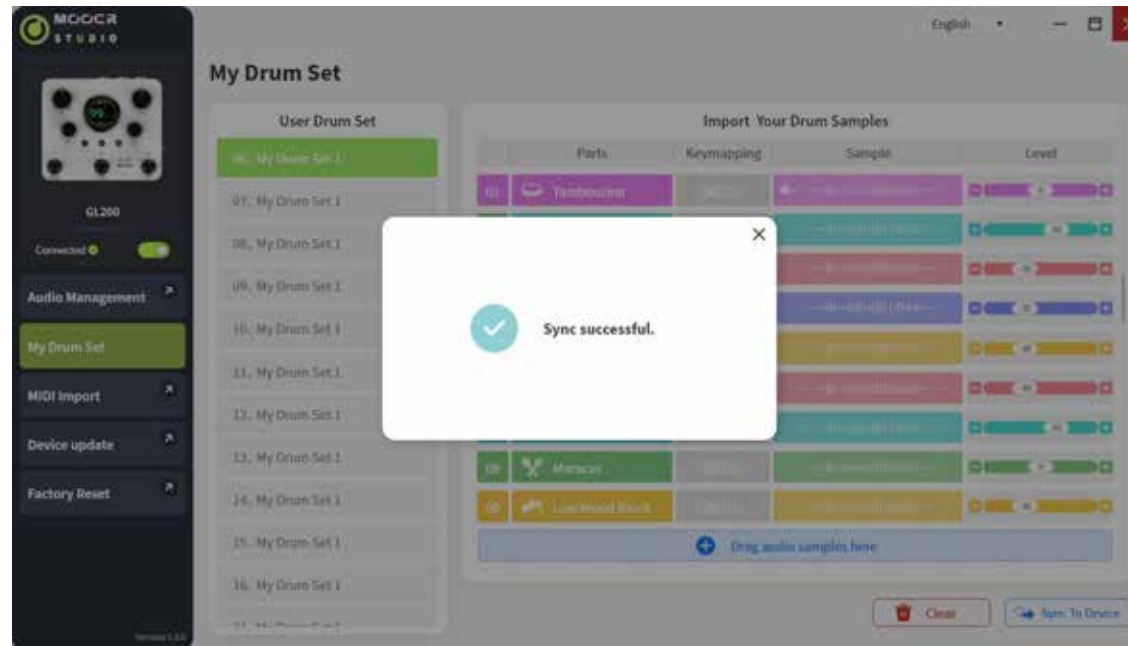 MOOER
STUDIO
English
GL200
Connected
Audio Management
My Drum Set
MIDI Import
Device update
Factory Reset
My Drum Set
User Drum Set
06. My Drum Set 1
07. My Drum Set 1
08. My Drum Set 1
09. My Drum Set 1
10. My Drum Set 1
11. My Drum Set 1
12. My Drum Set 1
13. My Drum Set 1
14. My Drum Set 1
15. My Drum Set 1
16. My Drum Set 1
Import Your Drum Samples
Parts Keymapping Sample Level
Tambourine
Maracas
Low Wood Block
Drag audio samples here
Clear
Sync To Device
Sync successful.